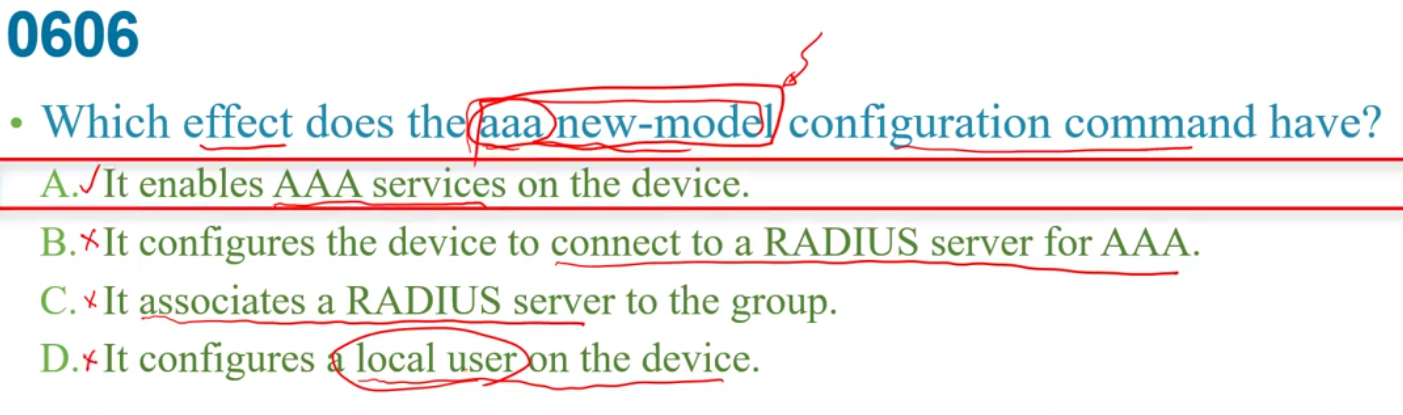 0606
• Which effect does the aaa new-model configuration command have?
A. It enables AAA services on the device.
B. It configures the device to connect to a RADIUS server for AAA.
C. It associates a RADIUS server to the group.
D. It configures a local user on the device.